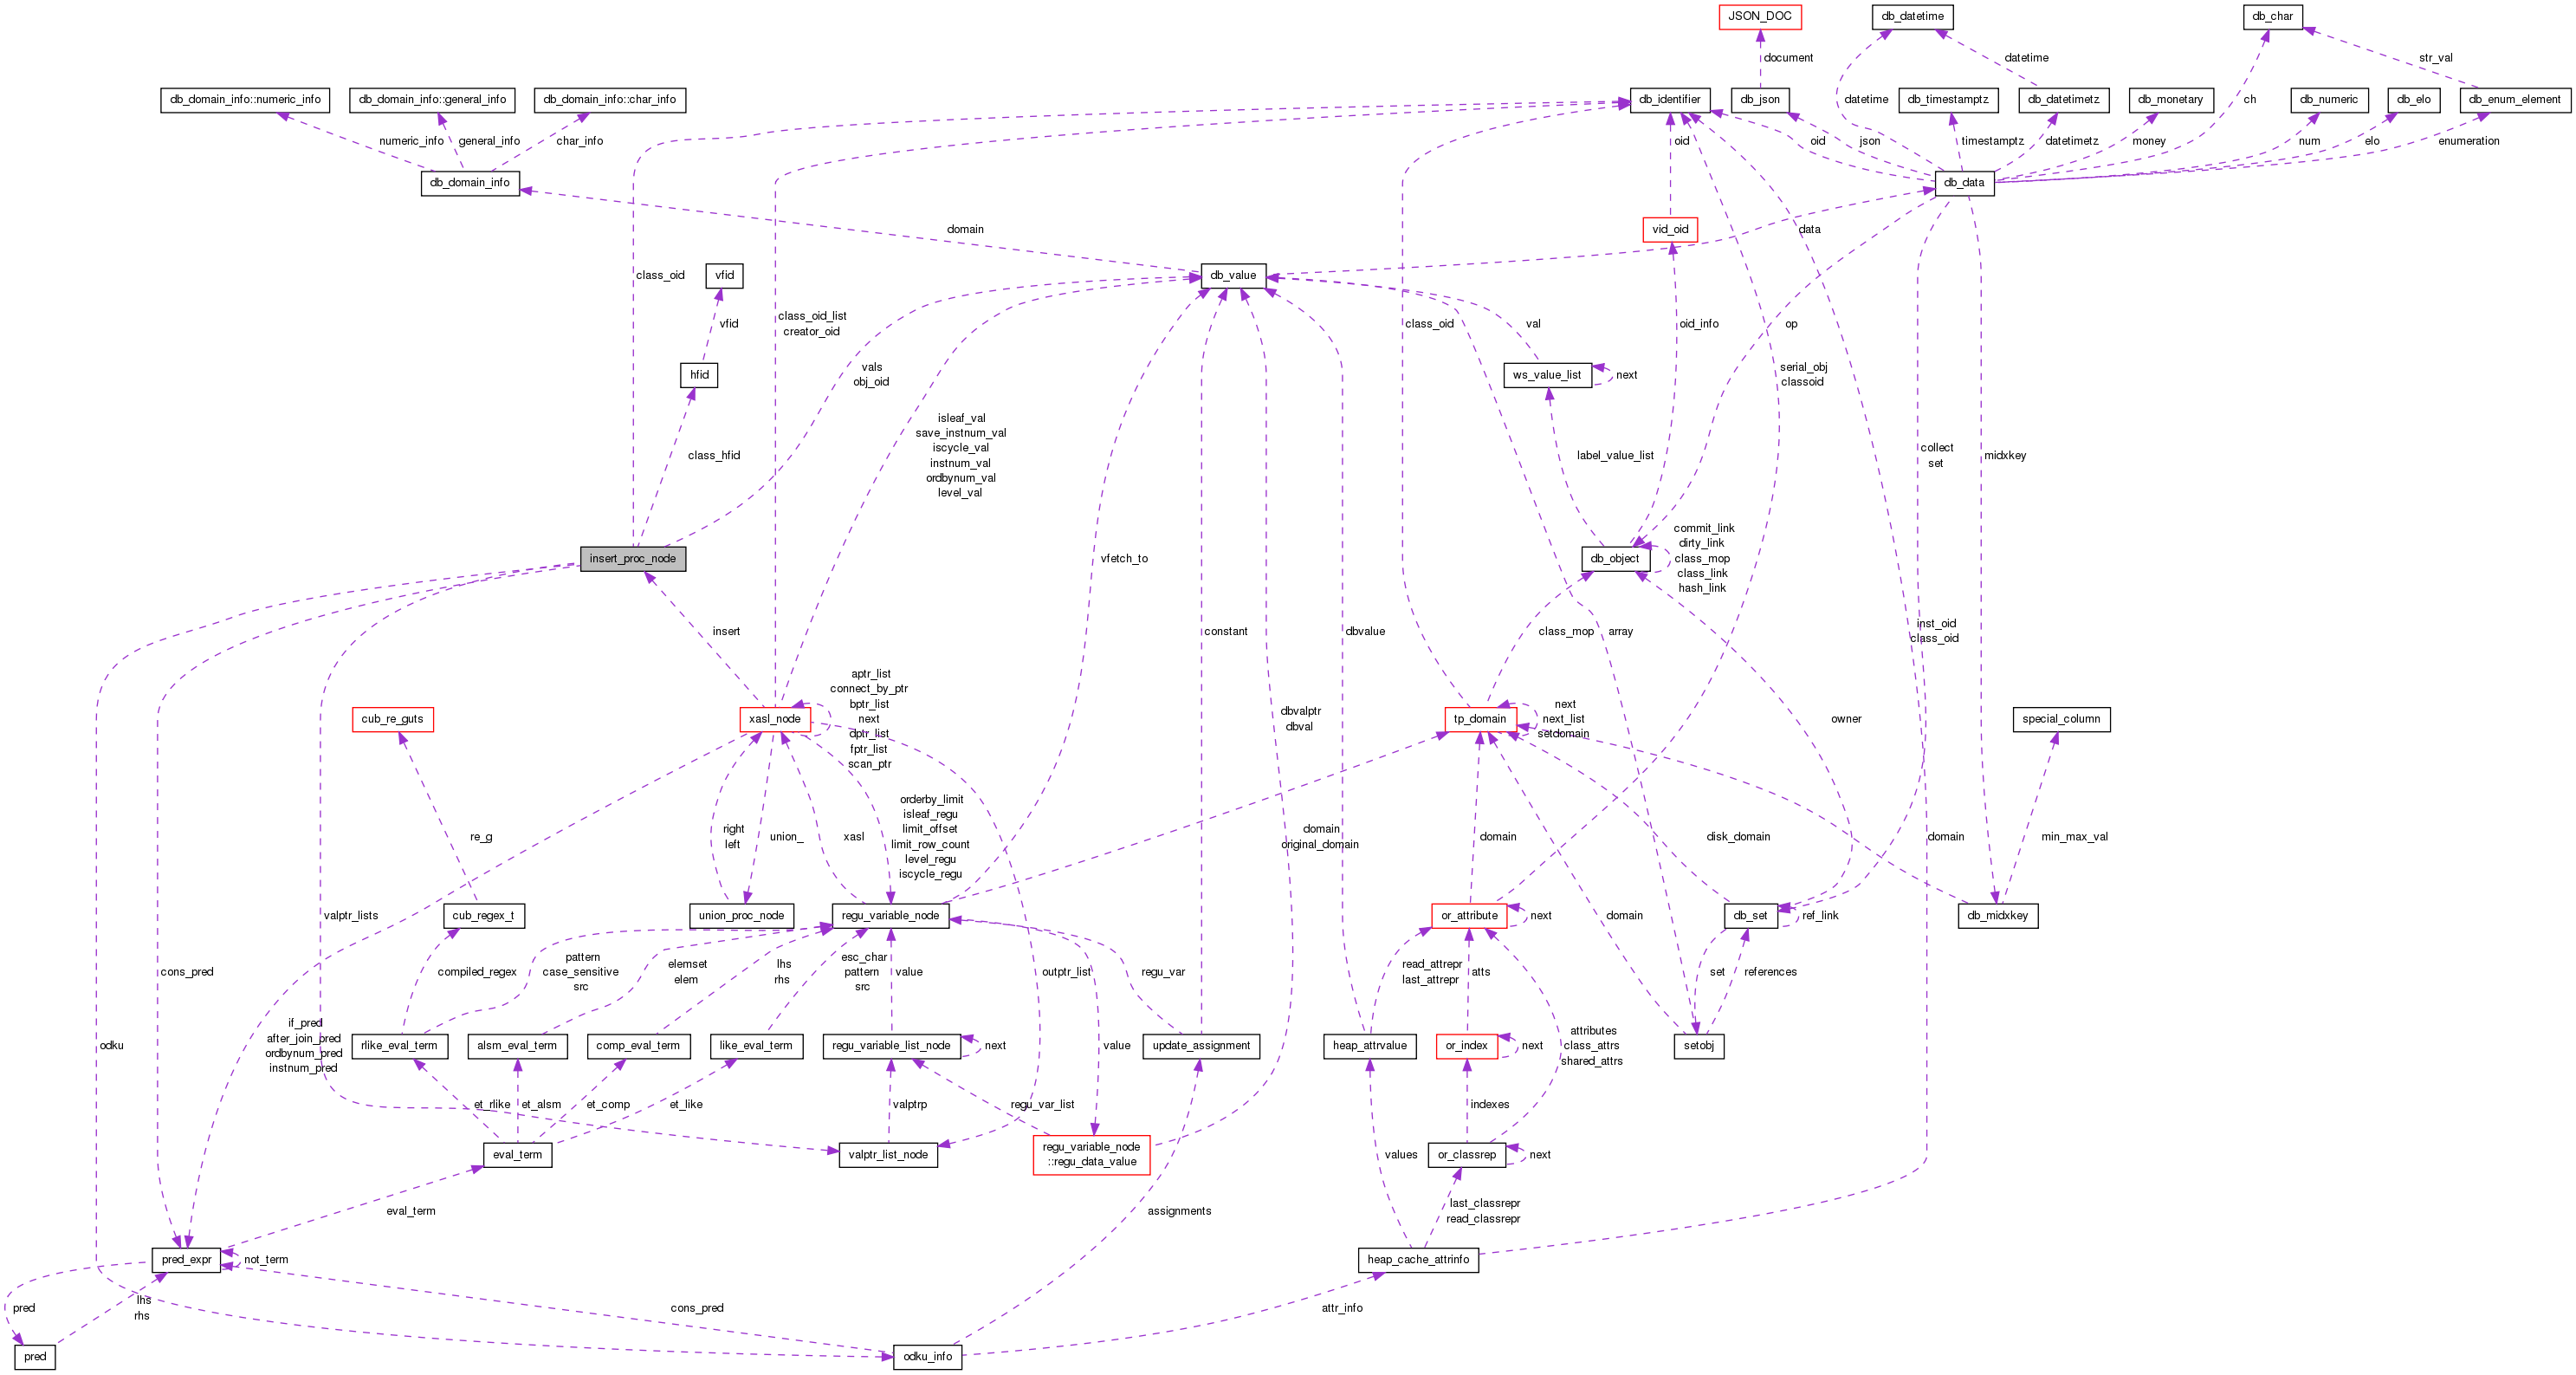 JSON_DOC
db_datetime
db_char
document
datetime
str_val
db_domain_info::numeric_info
db_domain_info::general_info
db_domain_info::char_info
db_identifier
db_json
datetime
db_timestamptz
db_datetimetz
db_monetary
ch
db_numeric
db_elo
db_enum_element
numeric_info
general_info
char_info
oid
oid
json
timestamptz
datetimetz
money
num
elo
enumeration
db_domain_info
db_data
domain
vid_oid
data
class_oid
vfid
db_value
vfid
class_oid_list
creator_oid
class_oid
val
oid_info
op
hfid
vals
obj_oid
ws_value_list
next
serial_obj
classoid
isleaf_val
save_instnum_val
iscycle_val
instnum_val
ordbynum_val
level_val
class_hfid
label_value_list
collect
set
midxkey
insert_proc_node
vfetch_to
db_object
commit_link
dirty_link
class_mop
class_link
hash_link
insert
constant
dbvalue
class_mop
array
inst_oid
class_oid
aptr_list
connect_by_ptr
bptr_list
next
dptr_list
fptr_list
scan_ptr
cub_re_guts
xasl_node
dbvalptr
dbval
tp_domain
next
next_list
setdomain
owner
special_column
re_g
right
left
union_
xasl
orderby_limit
isleaf_regu
limit_offset
limit_row_count
level_regu
iscycle_regu
domain
original_domain
domain
disk_domain
domain
min_max_val
valptr_lists
cub_regex_t
union_proc_node
regu_variable_node
or_attribute
next
domain
db_set
ref_link
db_midxkey
cons_pred
compiled_regex
pattern
case_sensitive
src
elemset
elem
lhs
rhs
esc_char
pattern
src
value
outptr_list
regu_var
read_attrepr
last_attrepr
atts
set
references
odku
if_pred
after_join_pred
ordbynum_pred
instnum_pred
rlike_eval_term
alsm_eval_term
comp_eval_term
like_eval_term
regu_variable_list_node
next
value
update_assignment
heap_attrvalue
or_index
next
attributes
class_attrs
shared_attrs
setobj
et_rlike
et_alsm
et_comp
et_like
valptrp
regu_var_list
indexes
eval_term
valptr_list_node
regu_variable_node
::regu_data_value
values
or_classrep
next
eval_term
assignments
last_classrepr
read_classrepr
pred_expr
not_term
heap_cache_attrinfo
pred
lhs
rhs
cons_pred
attr_info
pred
odku_info